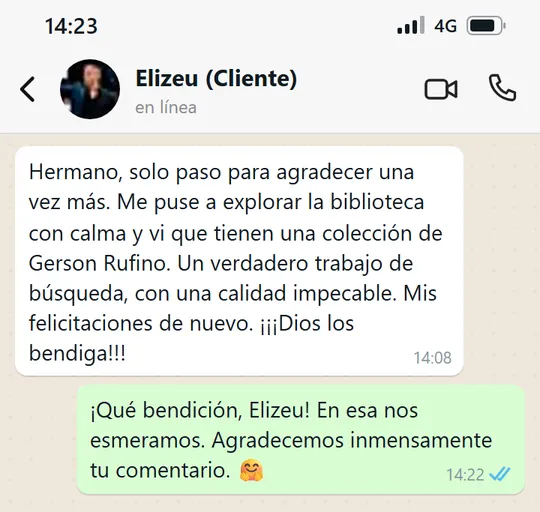 14:23
4G
Elizeu (Cliente)
en línea
Hermano, solo paso para agradecer una
vez más. Me puse a explorar la biblioteca
con calma y vi que tienen una colección de
Gerson Rufino. Un verdadero trabajo de
búsqueda, con una calidad impecable. Mis
felicitaciones de nuevo. ¡¡¡Dios los
bendiga!!!
14:08
¡Qué bendición, Elizeu! En esa nos
esmeramos. Agradecemos inmensamente
tu comentario. 🤗
14:22